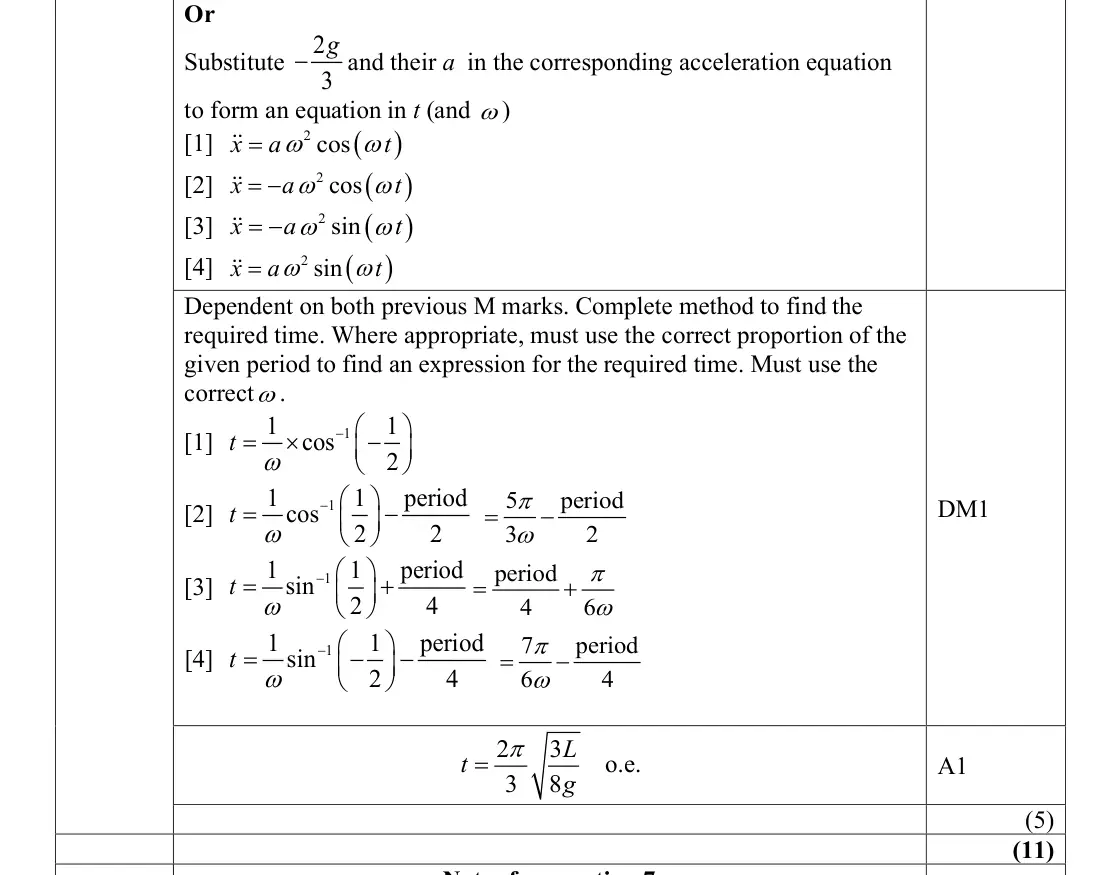 Or
Substitute −2g/3 and their a in the corresponding acceleration equation
to form an equation in t (and ω)
[1] ẍ = a ω² cos(ωt)
[2] ẍ = −a ω² cos(ωt)
[3] ẍ = −a ω² sin(ωt)
[4] ẍ = a ω² sin(ωt)
Dependent on both previous M marks. Complete method to find the
required time. Where appropriate, must use the correct proportion of the
given period to find an expression for the required time. Must use the
correct ω.
[1] t = 1/ω × cos⁻¹(−1/2)
[2] t = 1/ω cos⁻¹(1/2) − period/2 = 5π/3ω − period/2
DM1
[3] t = 1/ω sin⁻¹(1/2) + period/4 = period/4 + π/6ω
[4] t = 1/ω sin⁻¹(−1/2) − period/4 = 7π/6ω − period/4
t = 2π/3 √(3L/8g) o.e. A1
(5)
(11)